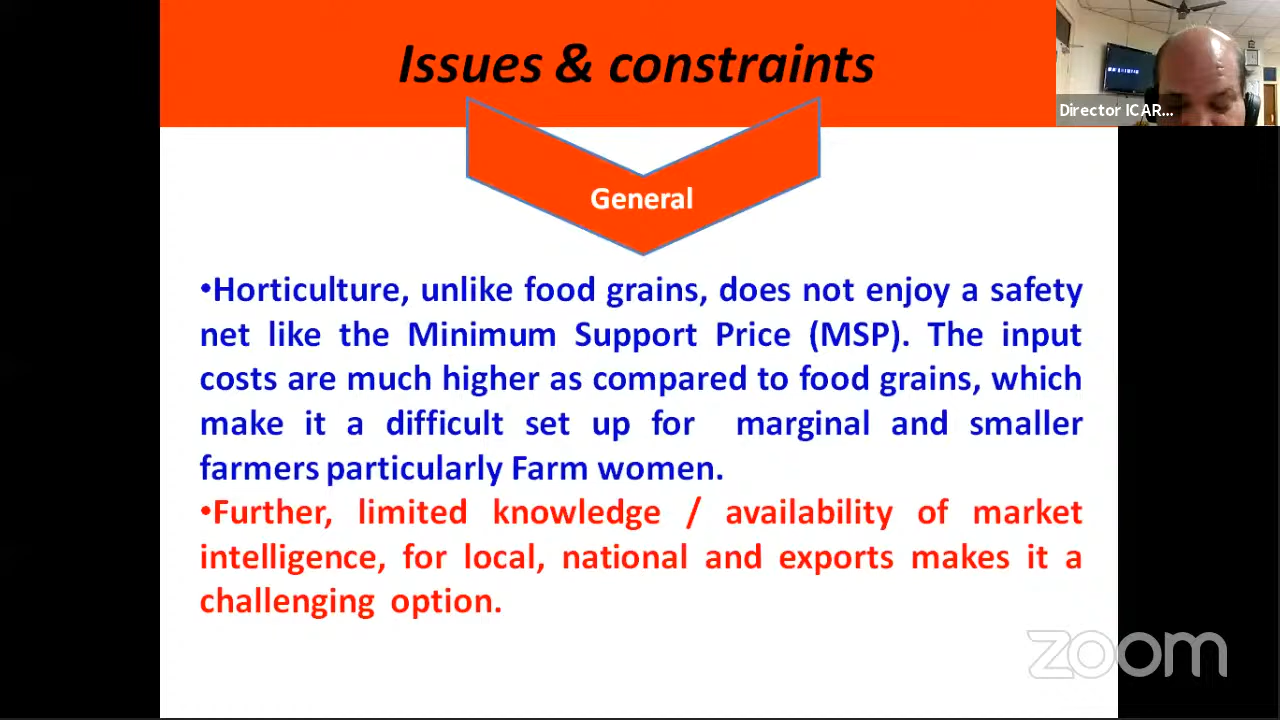 Issues & constraints
Director ICAR...
General
•Horticulture, unlike food grains, does not enjoy a safety
net like the Minimum Support Price (MSP). The input
costs are much higher as compared to food grains, which
make it a difficult set up for marginal and smaller
farmers particularly Farm women.
•Further, limited knowledge / availability of market
intelligence, for local, national and exports makes it a
challenging option.
zoom